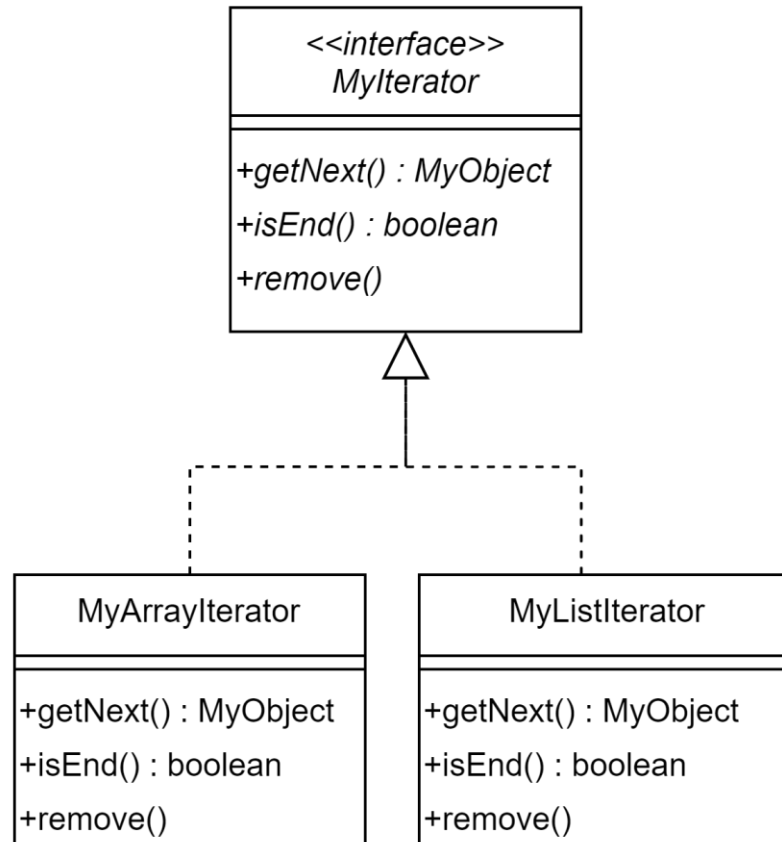 <<interface>>
MyIterator
+getNext() : MyObject
+isEnd() : boolean
+remove()
MyArrayIterator
+getNext() : MyObject
+isEnd() : boolean
+remove()
MyListIterator
+getNext() : MyObject
+isEnd() : boolean
+remove()